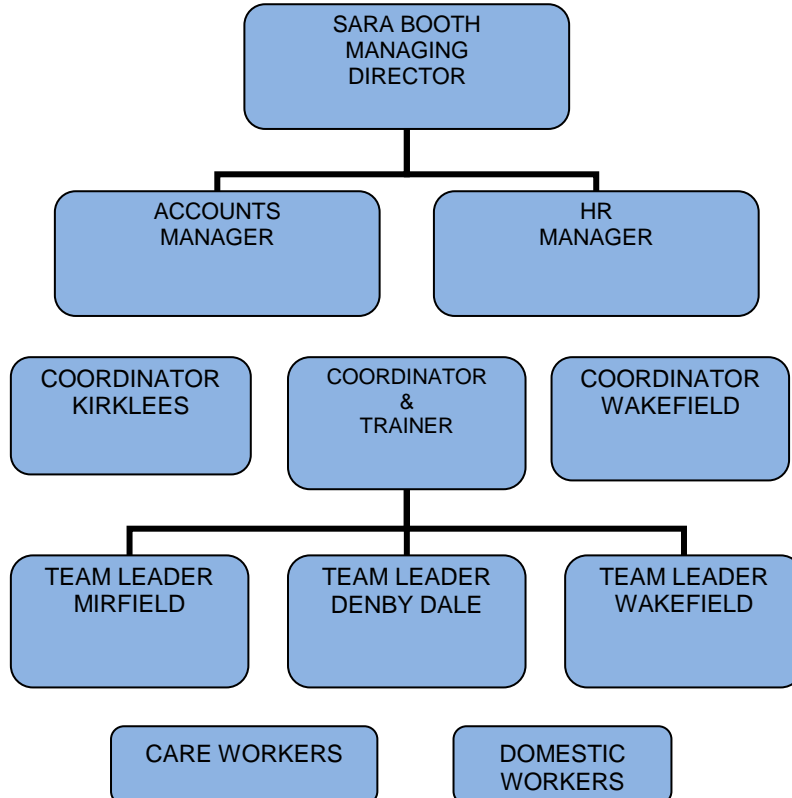 SARA BOOTH
MANAGING
DIRECTOR
ACCOUNTS
MANAGER
HR
MANAGER
COORDINATOR
KIRKLEES
COORDINATOR
&
TRAINER
COORDINATOR
WAKEFIELD
TEAM LEADER
MIRFIELD
TEAM LEADER
DENBY DALE
TEAM LEADER
WAKEFIELD
CARE WORKERS
DOMESTIC
WORKERS